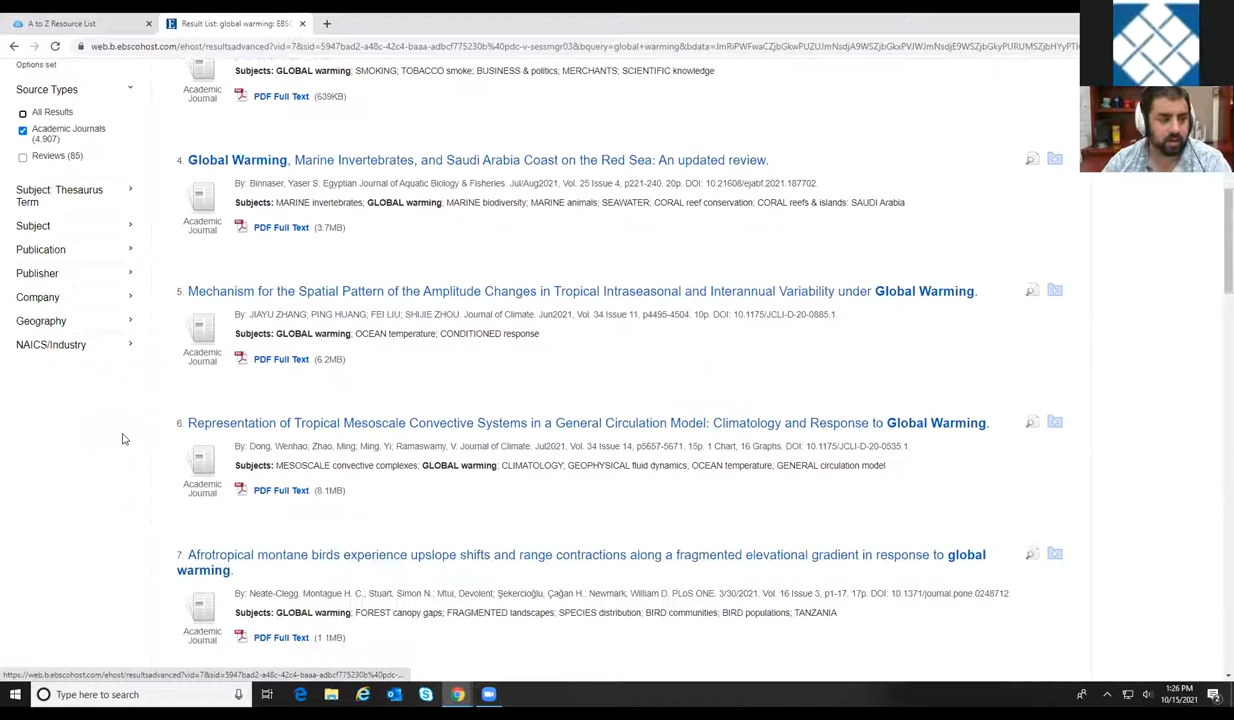 A to Z Resource List
Result List: global warming: EBSC
web.b.ebscohost.com/ehost/resultsadvanced?vid=7&sid=5947bad2-a48c-42c4-baaa-adbcf775230b%40pdc-v-sessmgr03&bquery=global+warming&bdata=
Options set
Source Types
All Results
Academic Journals
(4,907)
Reviews (85)
Subject: Thesaurus
Term
Subject
Publication
Publisher
Company
Geography
NAICS/Industry
Subjects: GLOBAL warming; SMOKING; TOBACCO smoke; BUSINESS & politics; MERCHANTS; SCIENTIFIC knowledge
Academic
Journal
PDF Full Text (639KB)
4. Global Warming, Marine Invertebrates, and Saudi Arabia Coast on the Red Sea: An updated review.
By: Binnaser, Yaser S. Egyptian Journal of Aquatic Biology & Fisheries. Jul/Aug2021, Vol. 25 Issue 4, p221-240. 20p. DOI: 10.21608/ejabf.2021.187702.
Subjects: MARINE invertebrates; GLOBAL warming; MARINE biodiversity; MARINE animals; SEAWATER; CORAL reef conservation; CORAL reefs & islands; SAUDI Arabia
Academic
Journal
PDF Full Text (3.7MB)
5. Mechanism for the Spatial Pattern of the Amplitude Changes in Tropical Intraseasonal and Interannual Variability under Global Warming.
By: JIAYU ZHANG; PING HUANG; FEI LIU; SHIJIE ZHOU. Journal of Climate. Jun2021, Vol. 34 Issue 11, p4495-4504. 10p. DOI: 10.1175/JCLI-D-20-0885.1.
Subjects: GLOBAL warming; OCEAN temperature; CONDITIONED response
Academic
Journal
PDF Full Text (6.2MB)
6. Representation of Tropical Mesoscale Convective Systems in a General Circulation Model: Climatology and Response to Global Warming.
By: Dong, Wenhao; Zhao, Ming; Ming, Yi; Ramaswamy, V. Journal of Climate. Jul2021, Vol. 34 Issue 14, p5657-5671. 15p. 1 Chart, 16 Graphs. DOI: 10.1175/JCLI-D-20-0535.1.
Subjects: MESOSCALE convective complexes; GLOBAL warming; CLIMATOLOGY; GEOPHYSICAL fluid dynamics; OCEAN temperature; GENERAL circulation model
Academic
Journal
PDF Full Text (8.1MB)
7. Afrotropical montane birds experience upslope shifts and range contractions along a fragmented elevational gradient in response to global
warming.
By: Neate-Clegg, Montague H. C.; Stuart, Simon N.; Mtui, Devolent; Şekercioğlu, Çağan H.; Newmark, William D. PLoS ONE. 3/30/2021, Vol. 16 Issue 3, p1-17. 17p. DOI: 10.1371/journal.pone.0248712.
Subjects: GLOBAL warming; FOREST canopy gaps; FRAGMENTED landscapes; SPECIES distribution; BIRD communities; BIRD populations; TANZANIA
Academic
Journal
PDF Full Text (1.1MB)
https://web.b.ebscohost.com/ehost/resultsadvanced?vid=7&sid=5947bad2-a48c-42c4-baaa-adbcf775230b%40pdc-...
Type here to search
1:26 PM
10/15/2021
2